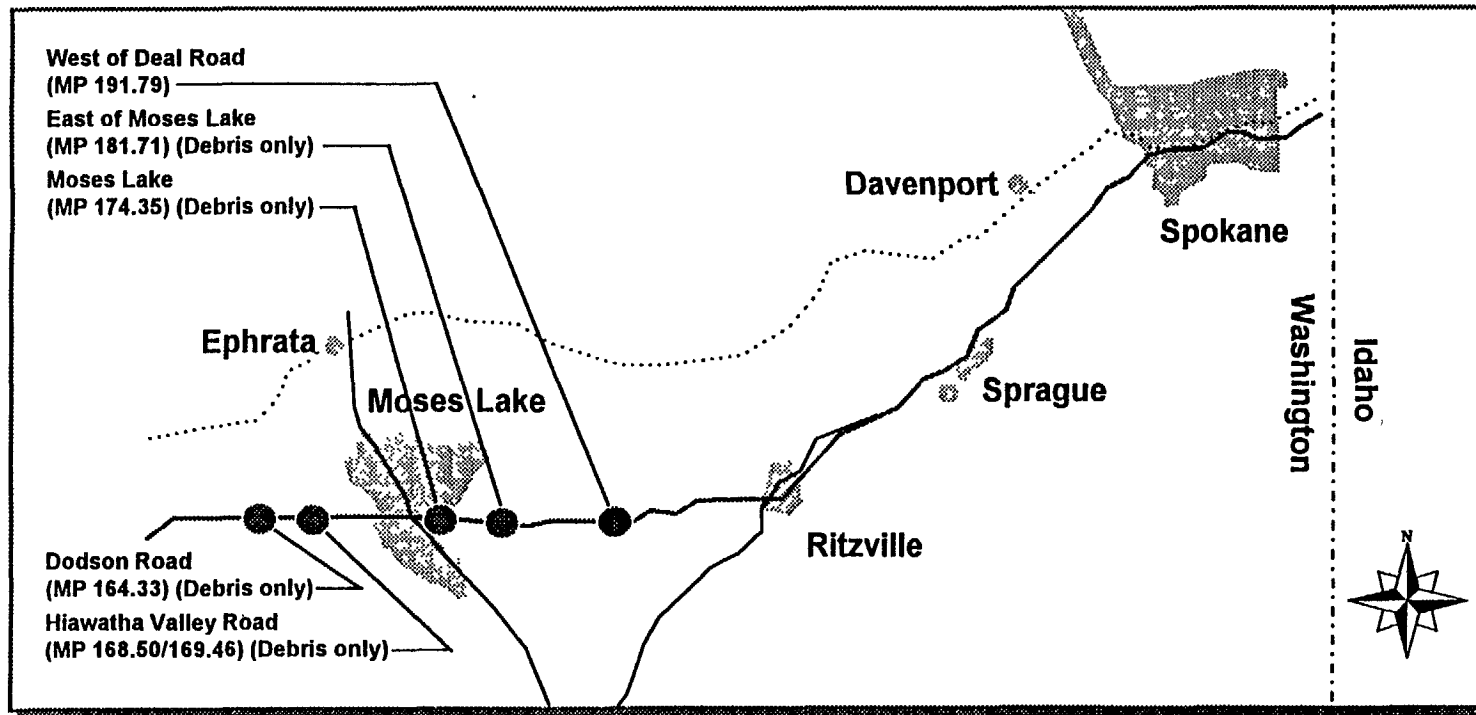 West of Deal Road
(MP 191.79)
East of Moses Lake
(MP 181.71) (Debris only)
Moses Lake
(MP 174.35) (Debris only)
Davenport
Spokane
Ephrata
Moses Lake
Sprague
Washington
Idaho
Ritzville
Dodson Road
(MP 164.33) (Debris only)
Hiawatha Valley Road
(MP 168.50/169.46) (Debris only)
N